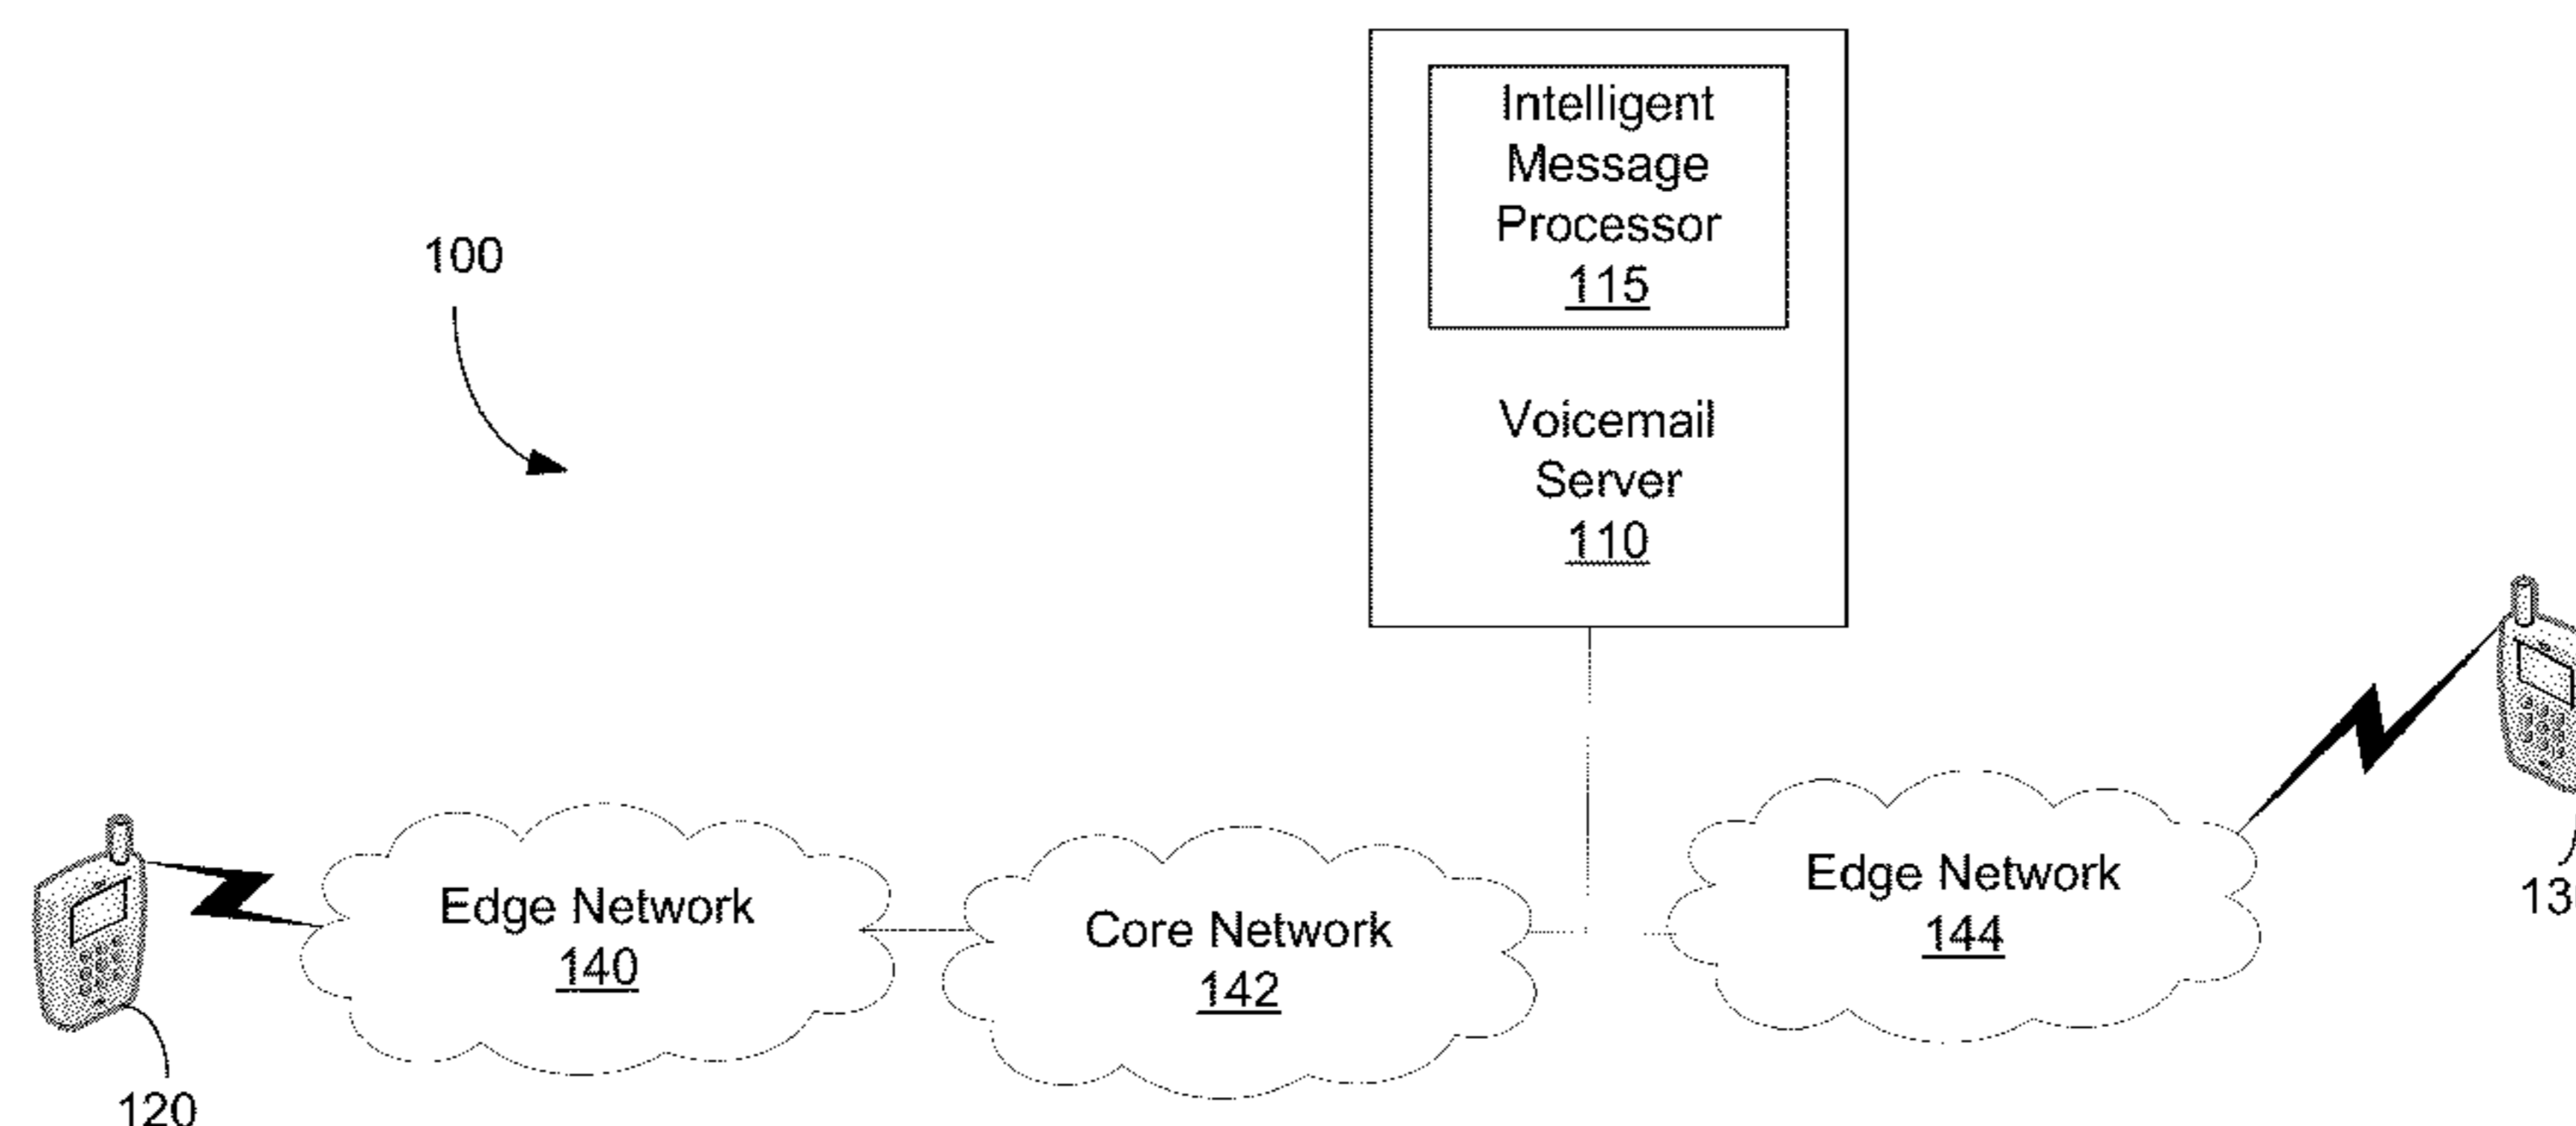 Intelligent
Message
Processor
115
100
Voicemail
Server
110
Edge Network
140
Core Network
142
Edge Network
144
120